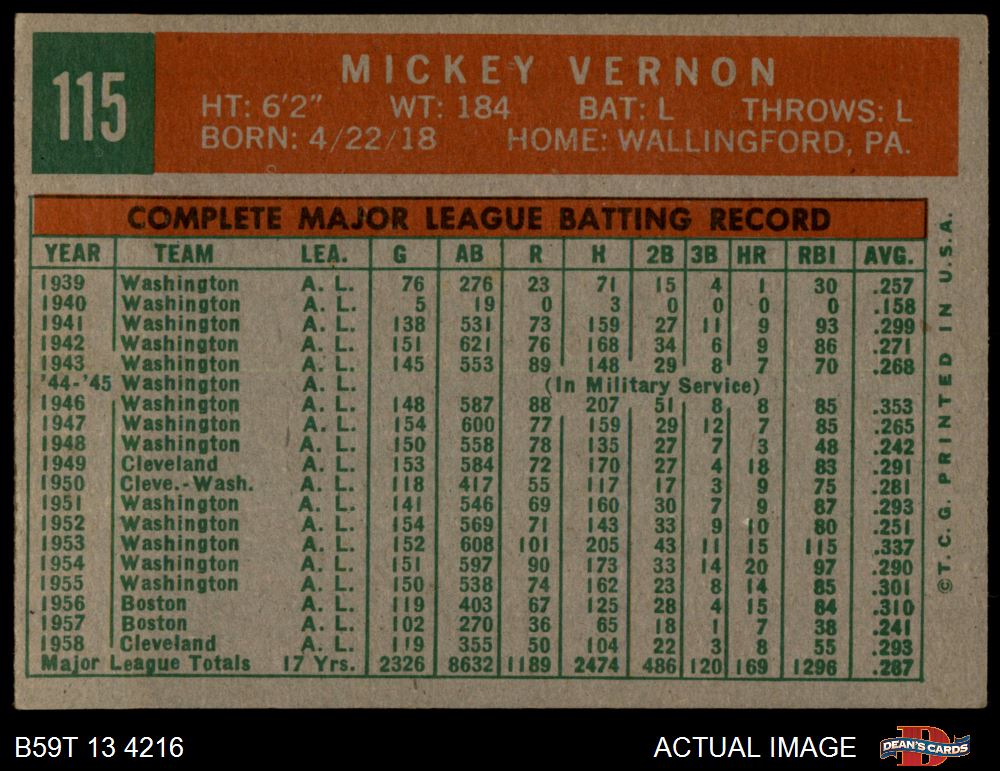 115
MICKEY VERNON
HT: 6'2" WT: 184 BAT: L THROWS: L
BORN: 4/22/18 HOME: WALLINGFORD, PA.
COMPLETE MAJOR LEAGUE BATTING RECORD
YEAR TEAM LEA. G AB R H 2B 3B HR RBI AVG.
1939 Washington A. L. 76 276 23 71 15 4 1 30 .257
1940 Washington A. L. 5 19 0 3 0 0 0 0 .158
1941 Washington A. L. 138 531 73 159 27 11 9 93 .299
1942 Washington A. L. 151 621 76 168 34 6 9 86 .271
1943 Washington A. L. 145 553 89 148 29 8 7 70 .268
'44-'45 Washington A. L. (In Military Service)
1946 Washington A. L. 148 587 88 207 51 8 8 85 .353
1947 Washington A. L. 154 600 77 159 29 12 7 85 .265
1948 Washington A. L. 150 558 78 135 27 7 3 48 .242
1949 Cleveland A. L. 153 584 72 170 27 4 18 83 .291
1950 Cleve.-Wash. A. L. 118 417 55 117 17 3 9 75 .281
1951 Washington A. L. 141 546 69 160 30 7 9 87 .293
1952 Washington A. L. 154 569 71 143 33 9 10 80 .251
1953 Washington A. L. 152 608 101 205 43 11 15 115 .337
1954 Washington A. L. 151 597 90 173 33 14 20 97 .290
1955 Washington A. L. 150 538 74 162 23 8 14 85 .301
1956 Boston A. L. 119 403 67 125 28 4 15 84 .310
1957 Boston A. L. 102 270 36 65 18 1 7 38 .241
1958 Cleveland A. L. 119 355 50 104 22 3 8 55 .293
Major League Totals 17 Yrs. 2326 8632 1189 2474 486 120 169 1296 .287
©T. C. G. PRINTED IN U.S.A.
B59T 13 4216
ACTUAL IMAGE
DEAN'S CARDS